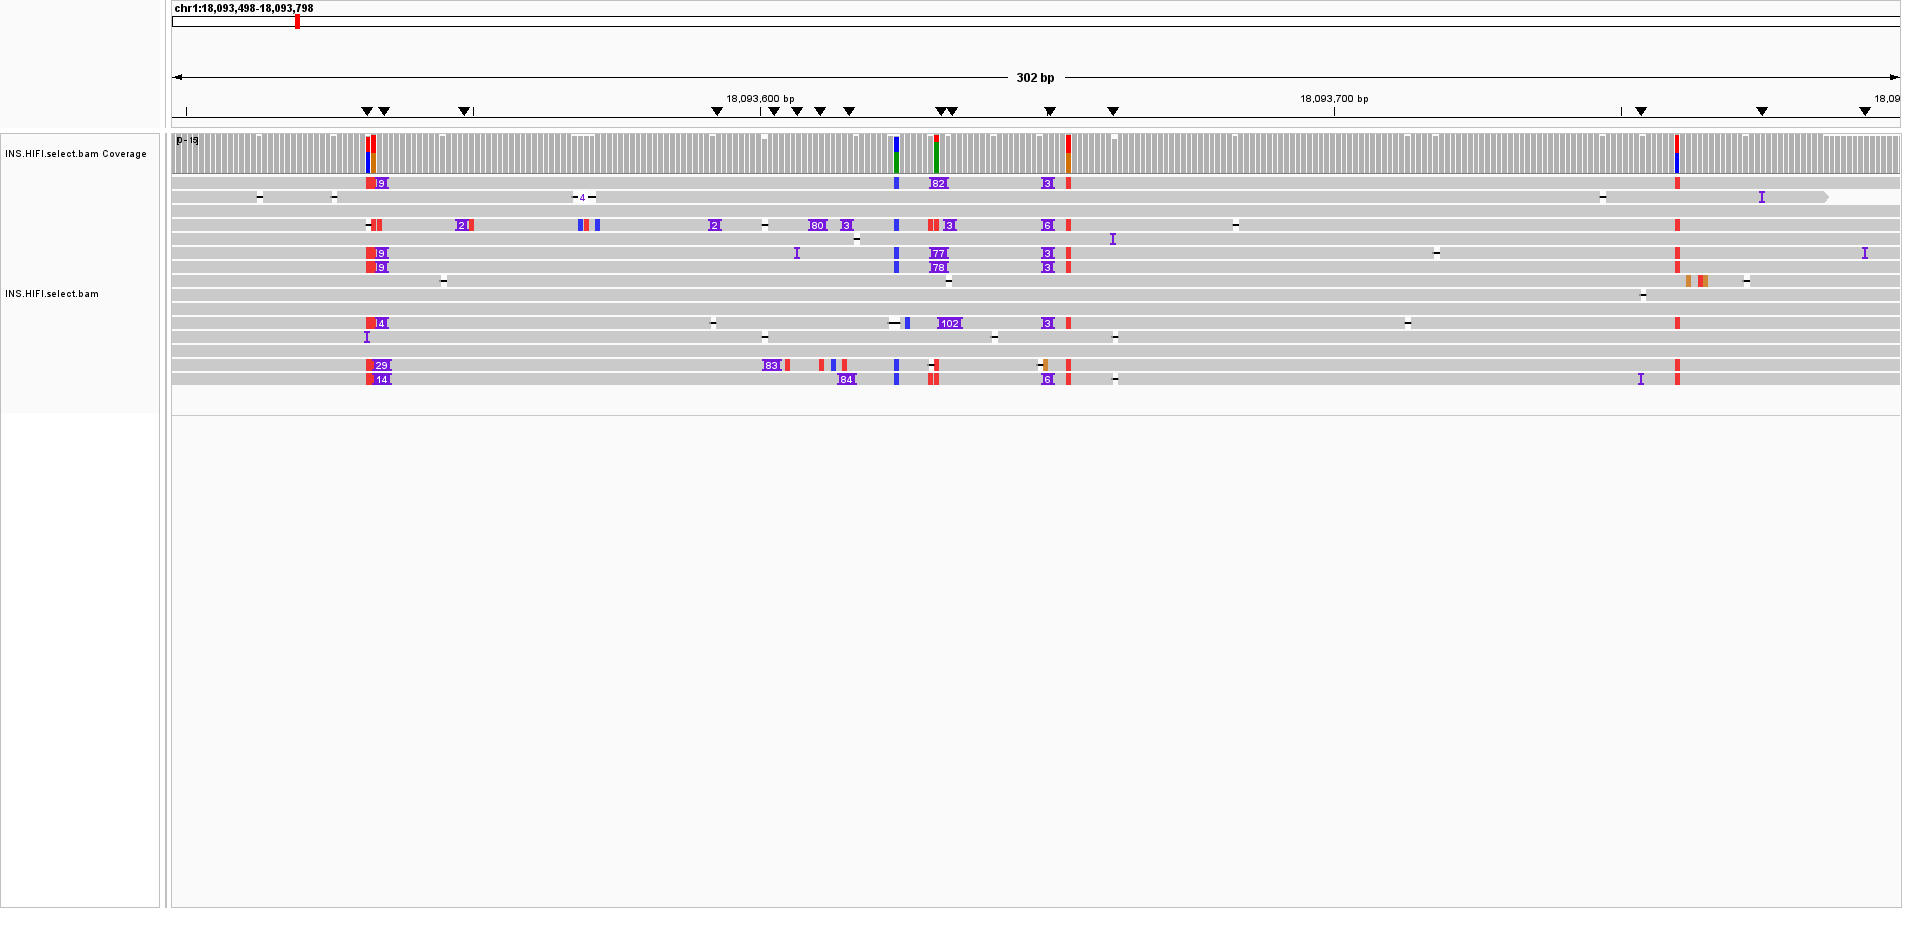 chr1:18,093,498-18,093,798
302 bp
18,093,600 bp 18,093,700 bp 18,09
INS.HIFI.select.bam Coverage
9 82 3
4
2 2 80 3 3 6
9 77 3
9 78 3
INS.HIFI.select.bam
4 102 3
29 83
14 84 6